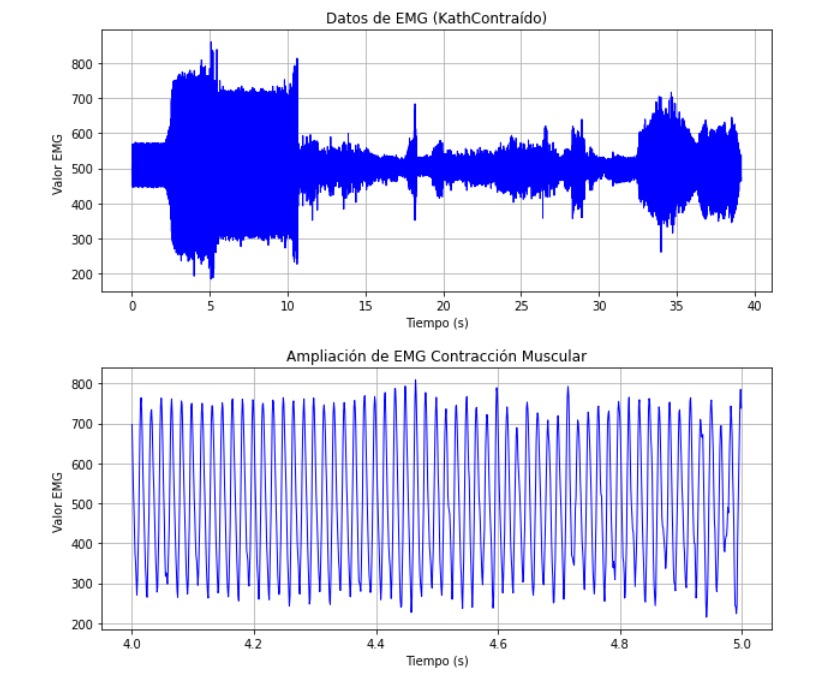 Datos de EMG (KathContraído)
800
700
600
500
400
300
200
Valor EMG
0 5 10 15 20 25 30 35 40
Tiempo (s)
Ampliación de EMG Contracción Muscular
800
700
600
500
400
300
200
Valor EMG
4.0 4.2 4.4 4.6 4.8 5.0
Tiempo (s)